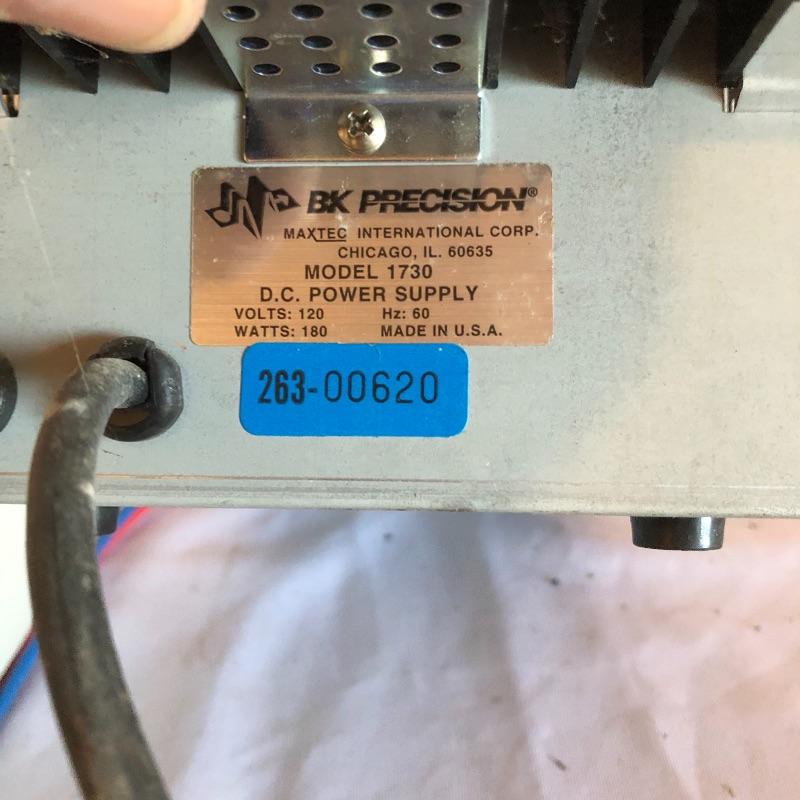 BK PRECISION®
MAXTEC INTERNATIONAL CORP.
CHICAGO, IL. 60635
MODEL 1730
D.C. POWER SUPPLY
VOLTS: 120 Hz: 60
WATTS: 180 MADE IN U.S.A.
263-00620